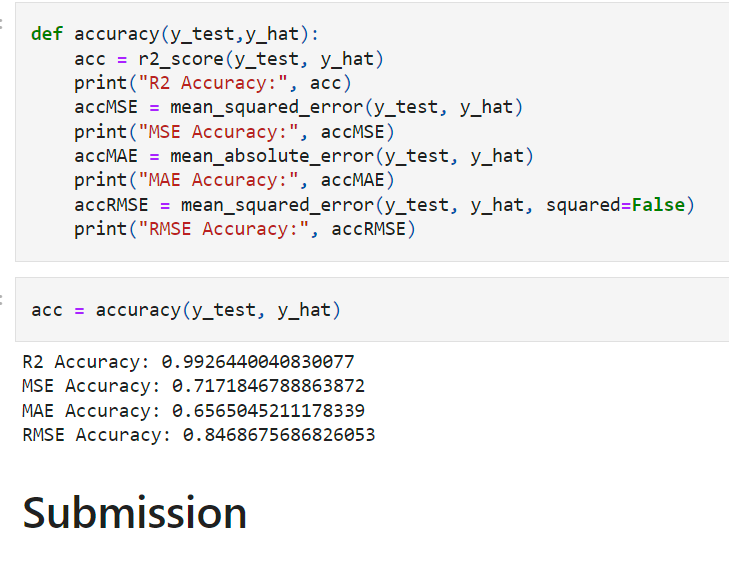 def accuracy(y_test,y_hat):
    acc = r2_score(y_test, y_hat)
    print("R2 Accuracy:", acc)
    accMSE = mean_squared_error(y_test, y_hat)
    print("MSE Accuracy:", accMSE)
    accMAE = mean_absolute_error(y_test, y_hat)
    print("MAE Accuracy:", accMAE)
    accRMSE = mean_squared_error(y_test, y_hat, squared=False)
    print("RMSE Accuracy:", accRMSE)
acc = accuracy(y_test, y_hat)
R2 Accuracy: 0.9926440040830077
MSE Accuracy: 0.7171846788863872
MAE Accuracy: 0.6565045211178339
RMSE Accuracy: 0.8468675686826053
Submission